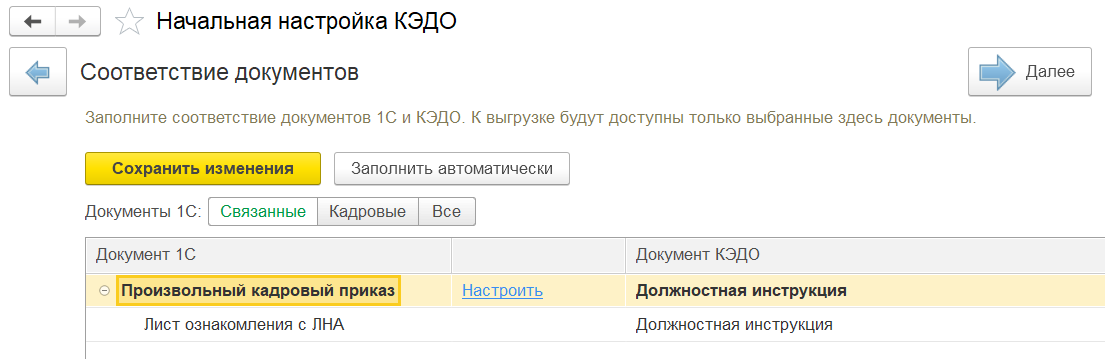 Начальная настройка КЭДО
Соответствие документов
Далее
Заполните соответствие документов 1С и КЭДО. К выгрузке будут доступны только выбранные здесь документы.
Сохранить изменения Заполнить автоматически
Документы 1С: Связанные Кадровые Все
Документ 1С Документ КЭДО
Произвольный кадровый приказ Настроить Должностная инструкция
Лист ознакомления с ЛНА Должностная инструкция